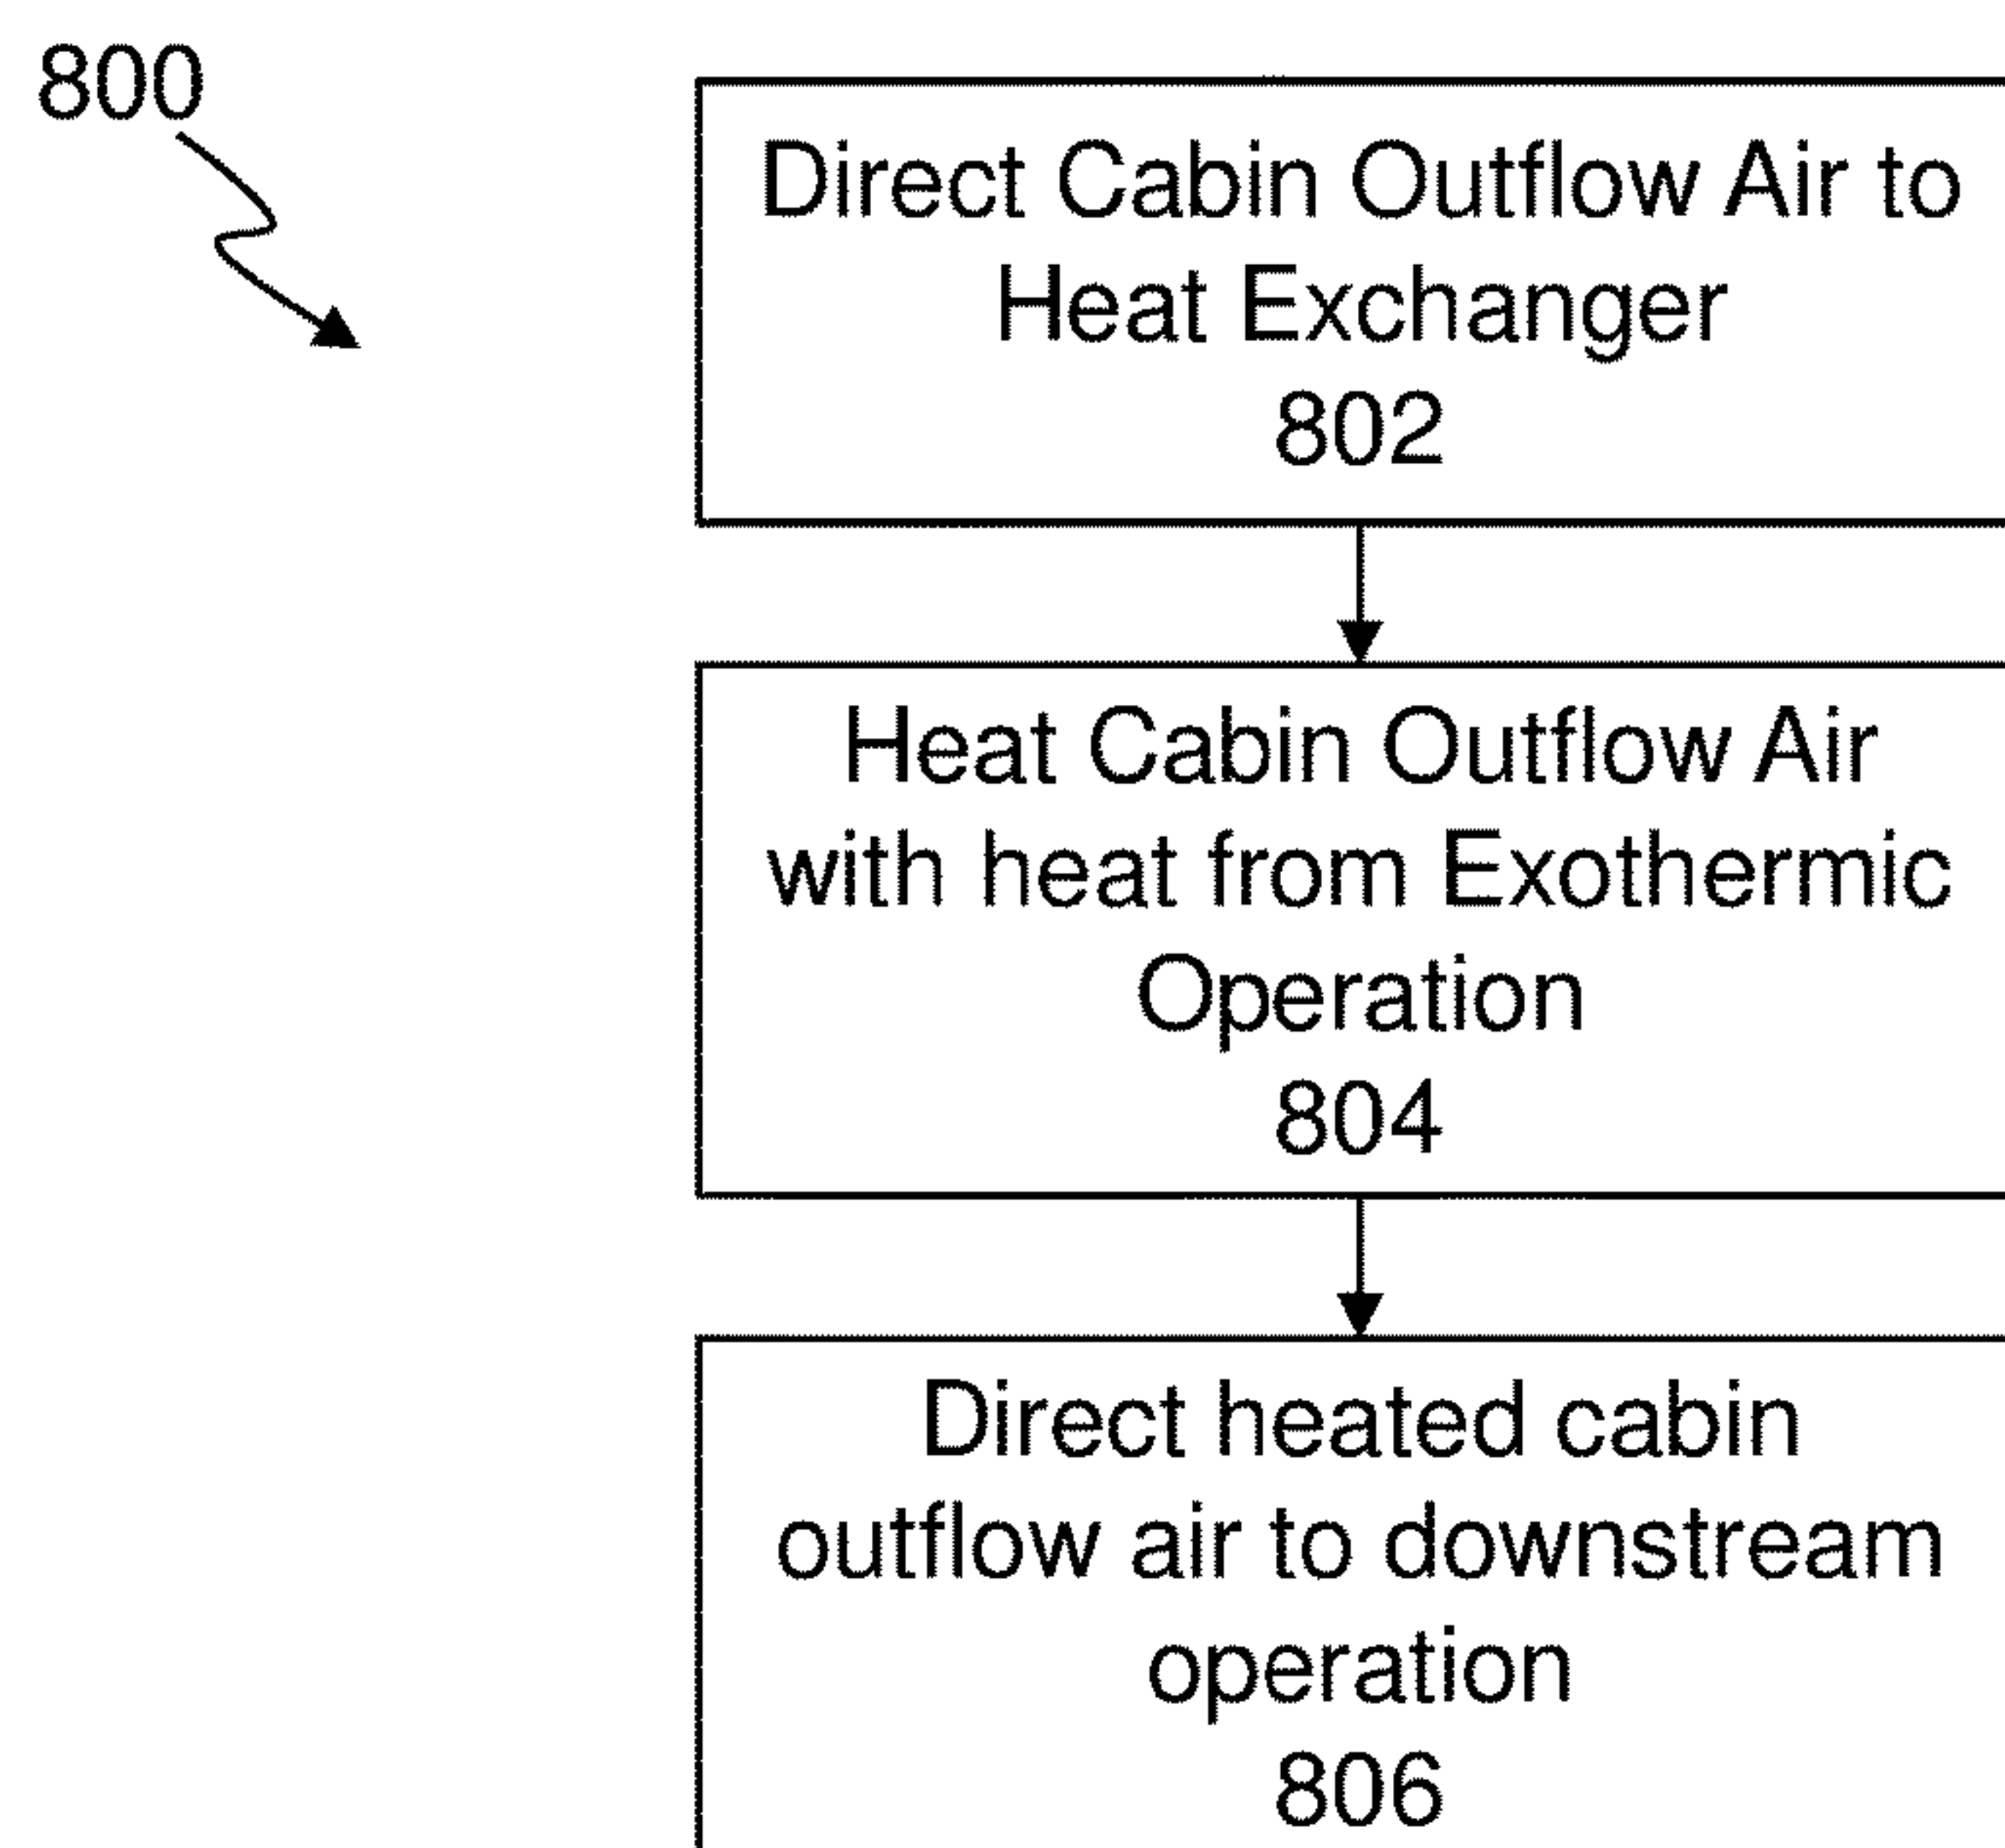 800
Direct Cabin Outflow Air to
Heat Exchanger
802
Heat Cabin Outflow Air
with heat from Exothermic
Operation
804
Direct heated cabin
outflow air to downstream
operation
806